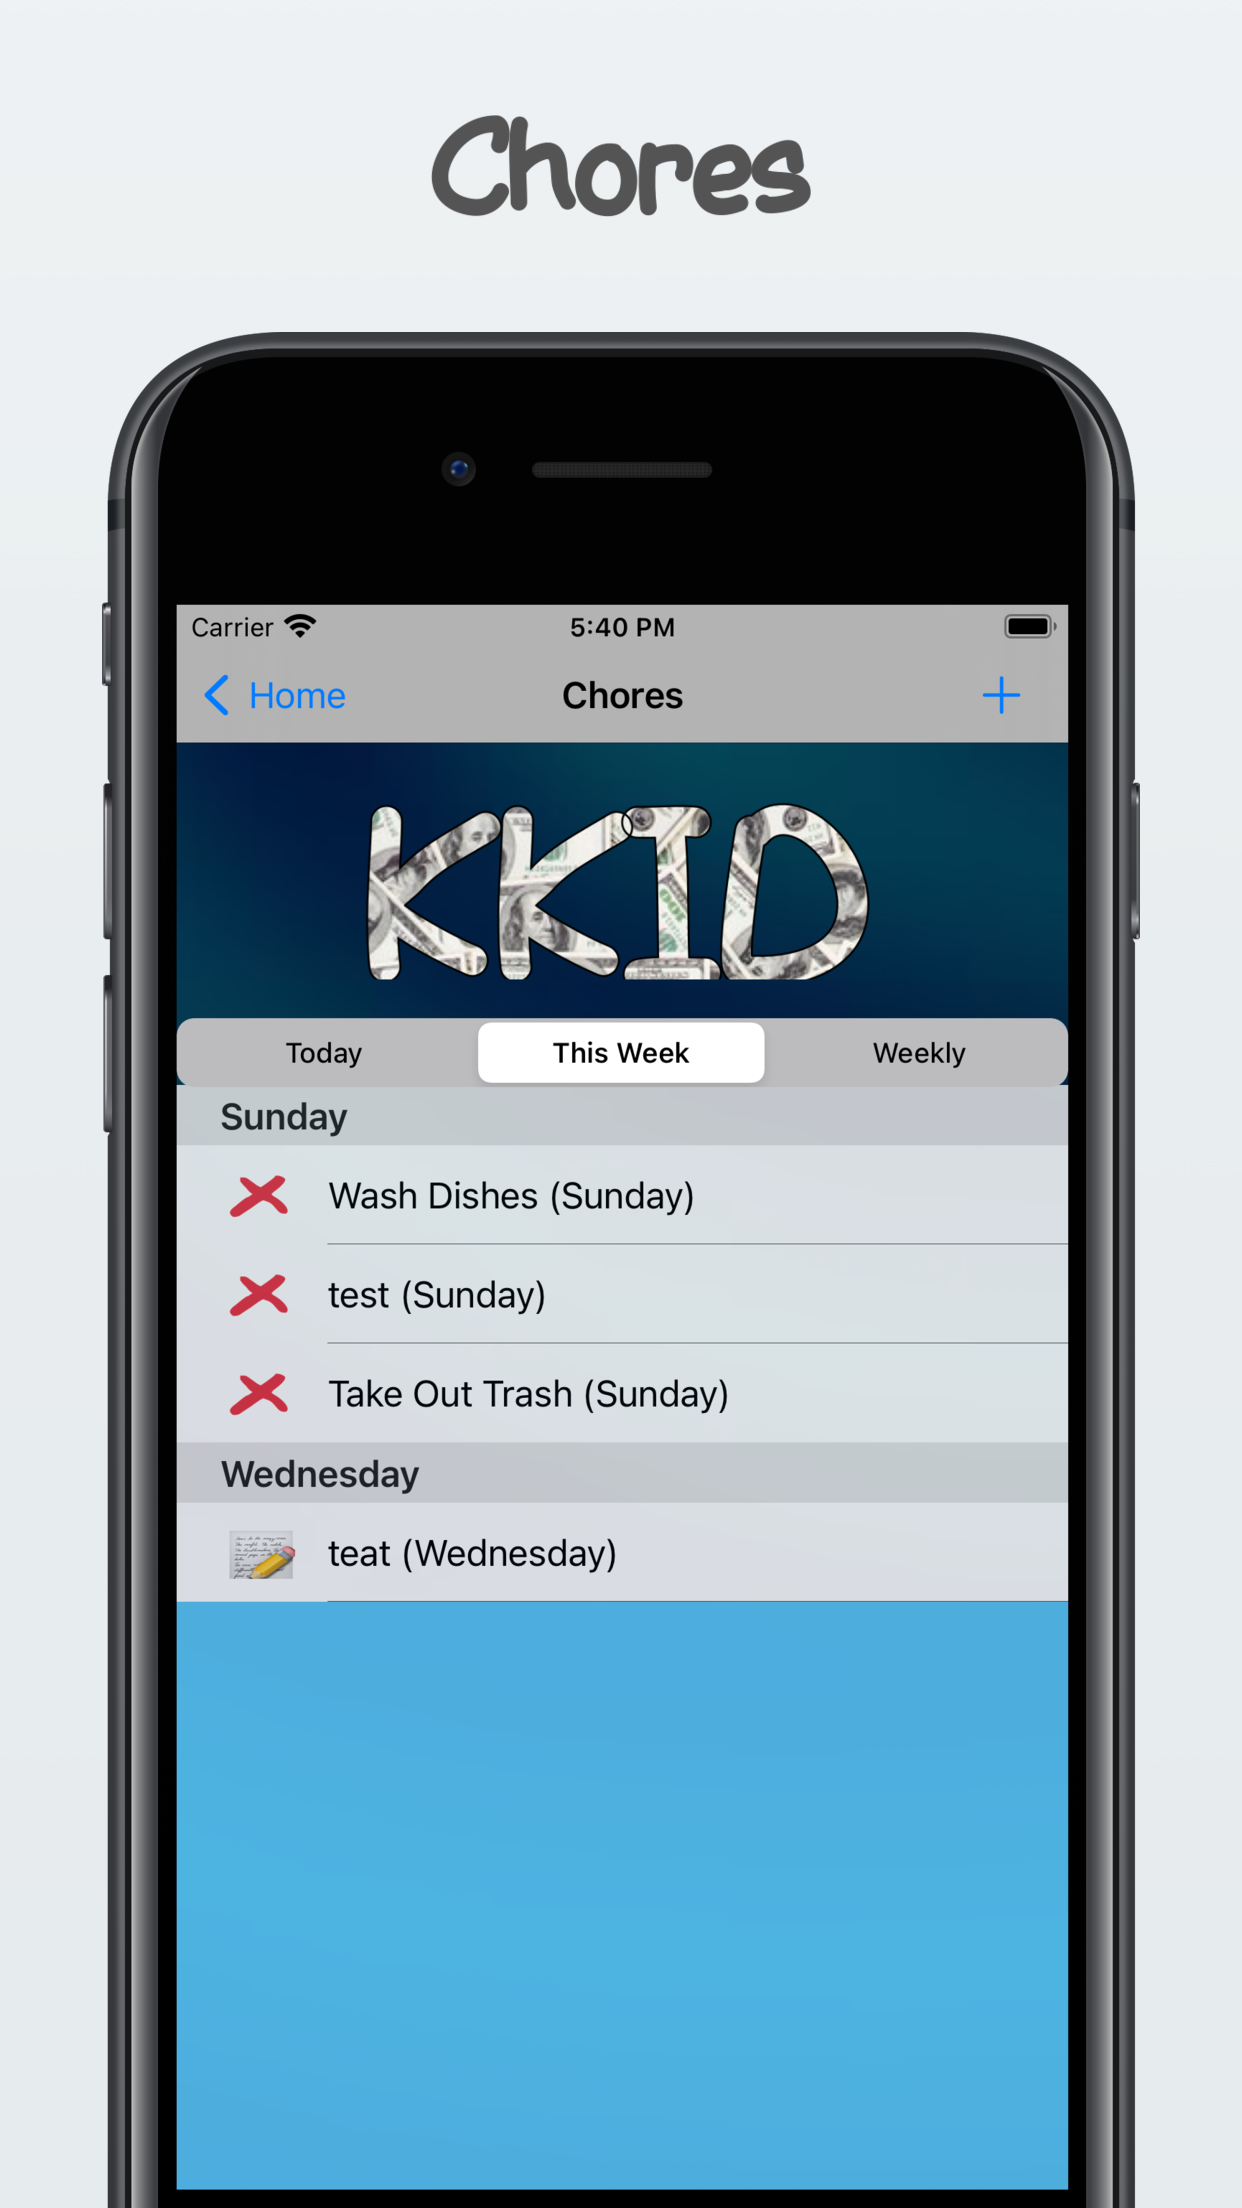 Chores
Carrier 5:40 PM
Home Chores +
KKID
Today This Week Weekly
Sunday
Wash Dishes (Sunday)
test (Sunday)
Take Out Trash (Sunday)
Wednesday
teat (Wednesday)